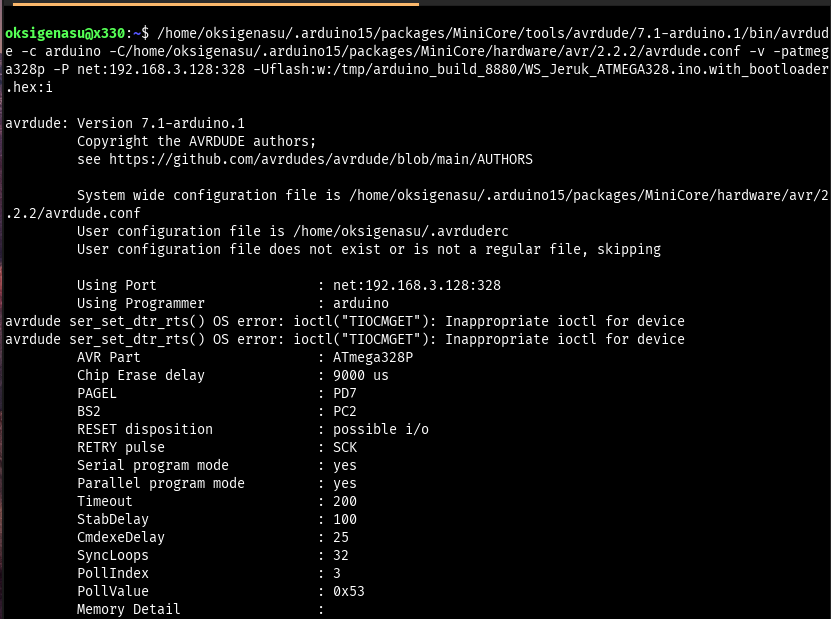 oksigenasu@x330:~$ /home/oksigenasu/.arduino15/packages/MiniCore/tools/avrdude/7.1-arduino.1/bin/avrdud
e -c arduino -C/home/oksigenasu/.arduino15/packages/MiniCore/hardware/avr/2.2.2/avrdude.conf -v -patmeg
a328p -P net:192.168.3.128:328 -Uflash:w:/tmp/arduino_build_8880/WS_Jeruk_ATMEGA328.ino.with_bootloader
.hex:i
avrdude: Version 7.1-arduino.1
Copyright the AVRDUDE authors;
see https://github.com/avrdudes/avrdude/blob/main/AUTHORS
System wide configuration file is /home/oksigenasu/.arduino15/packages/MiniCore/hardware/avr/2
.2.2/avrdude.conf
User configuration file is /home/oksigenasu/.avrduderc
User configuration file does not exist or is not a regular file, skipping
Using Port : net:192.168.3.128:328
Using Programmer : arduino
avrdude ser_set_dtr_rts() OS error: ioctl("TIOCMGET"): Inappropriate ioctl for device
avrdude ser_set_dtr_rts() OS error: ioctl("TIOCMGET"): Inappropriate ioctl for device
AVR Part : ATmega328P
Chip Erase delay : 9000 us
PAGEL : PD7
BS2 : PC2
RESET disposition : possible i/o
RETRY pulse : SCK
Serial program mode : yes
Parallel program mode : yes
Timeout : 200
StabDelay : 100
CmdexeDelay : 25
SyncLoops : 32
PollIndex : 3
PollValue : 0x53
Memory Detail :